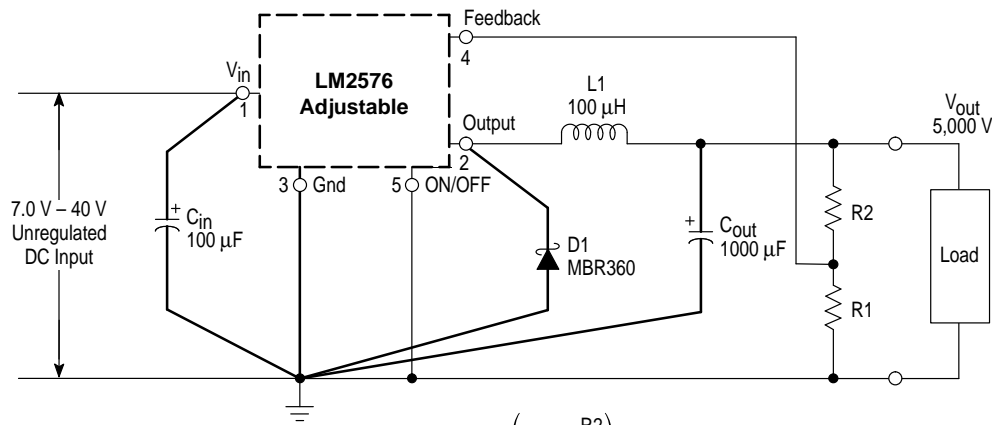 Feedback
4
Vin
1
LM2576
Adjustable
L1
100 μH
Vout
5,000 V
Output
2
3 Gnd
5 ON/OFF
7.0 V – 40 V
Unregulated
DC Input
+
Cin
100 μF
D1
MBR360
+
Cout
1000 μF
R2
Load
R1
( R2)